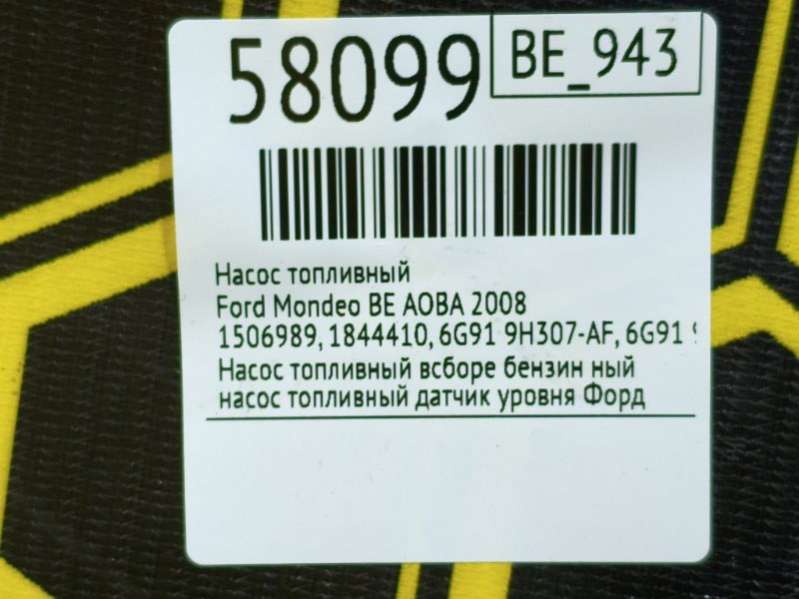 58099
BE_943
Насос топливный
Ford Mondeo BE AOBA 2008
1506989, 1844410, 6G91 9H307-AF, 6G91
Насос топливный всборе бензин ный
насос топливный датчик уровня Форд